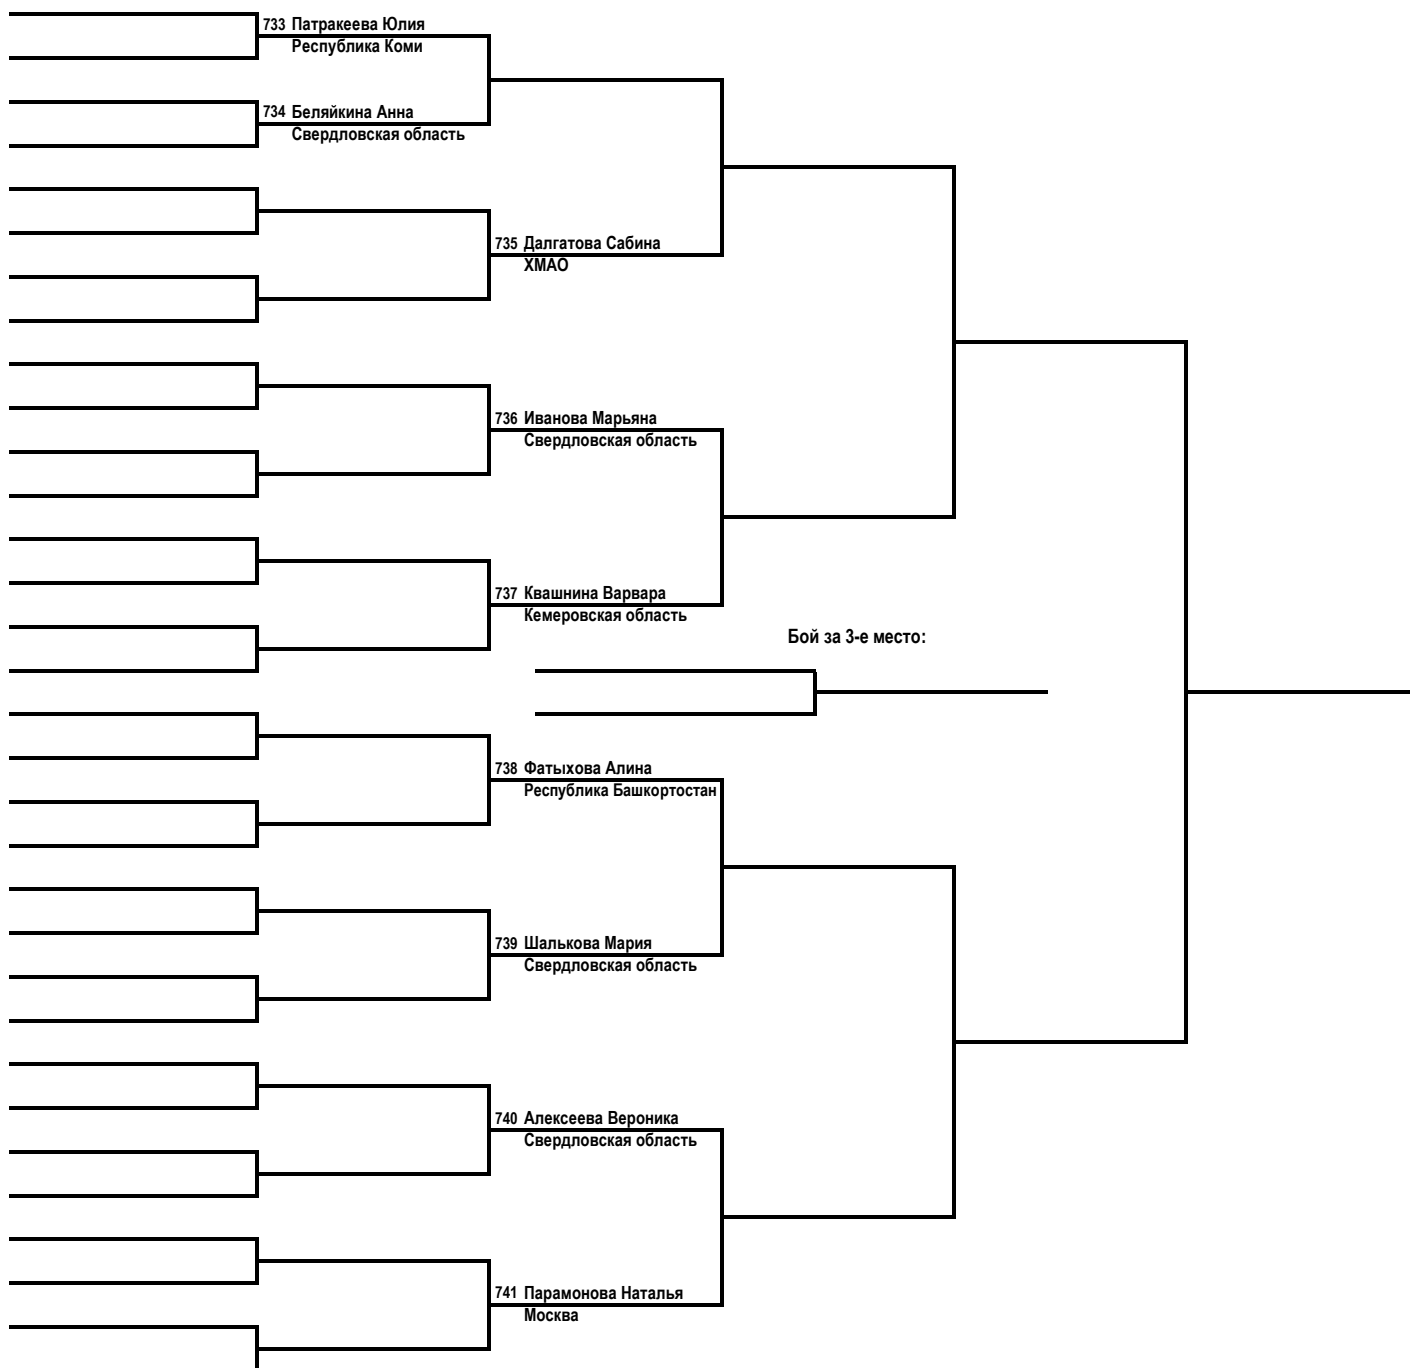 733 Патракеева Юлия
Республика Коми
734 Беляйкина Анна
Свердловская область
735 Далгатова Сабина
ХМАО
736 Иванова Марьяна
Свердловская область
737 Квашнина Варвара
Кемеровская область
Бой за 3-е место:
738 Фатыхова Алина
Республика Башкортостан
739 Шалькова Мария
Свердловская область
740 Алексеева Вероника
Свердловская область
741 Парамонова Наталья
Москва